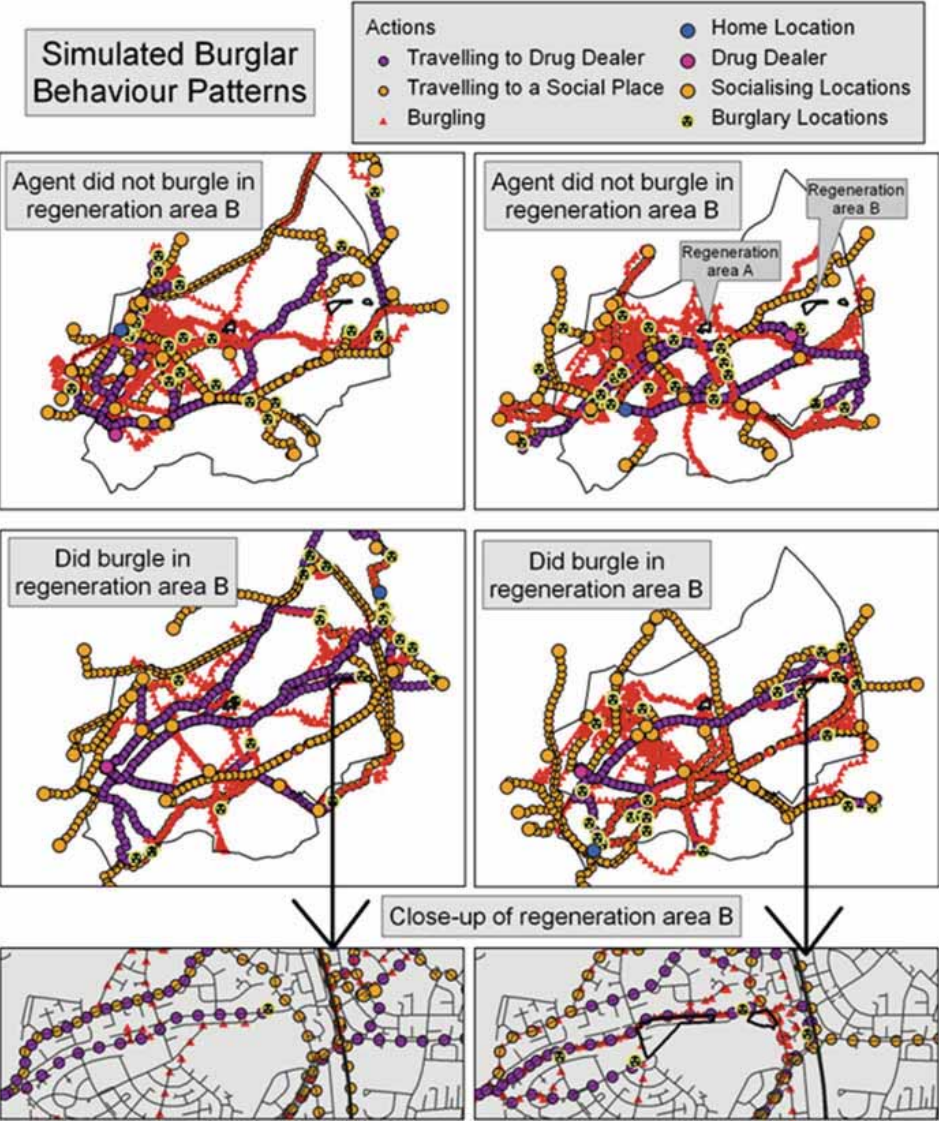 Simulated Burglar
Behaviour Patterns
Actions
Travelling to Drug Dealer
Travelling to a Social Place
Burgling
Home Location
Drug Dealer
Socialising Locations
Burglary Locations
Agent did not burgle in
regeneration area B
Agent did not burgle in
regeneration area B
Regeneration
area A
Regeneration
area B
Did burgle in
regeneration area B
Did burgle in
regeneration area B
Close-up of regeneration area B